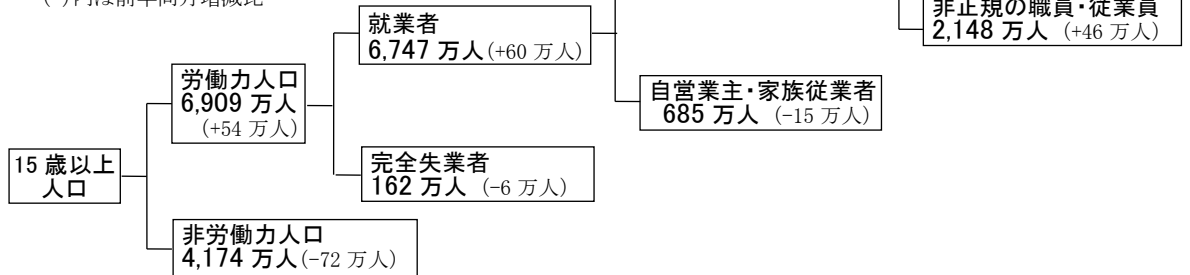 ( )内は前年同月増減比
15 歳以上
人口
労働力人口
6,909 万人
(+54 万人)
非労働力人口
4,174 万人(-72 万人)
就業者
6,747 万人(+60 万人)
完全失業者
162 万人 (-6 万人)
自営業主・家族従業者
685 万人 (-15 万人)
非正規の職員・従業員
2,148 万人 (+46 万人)